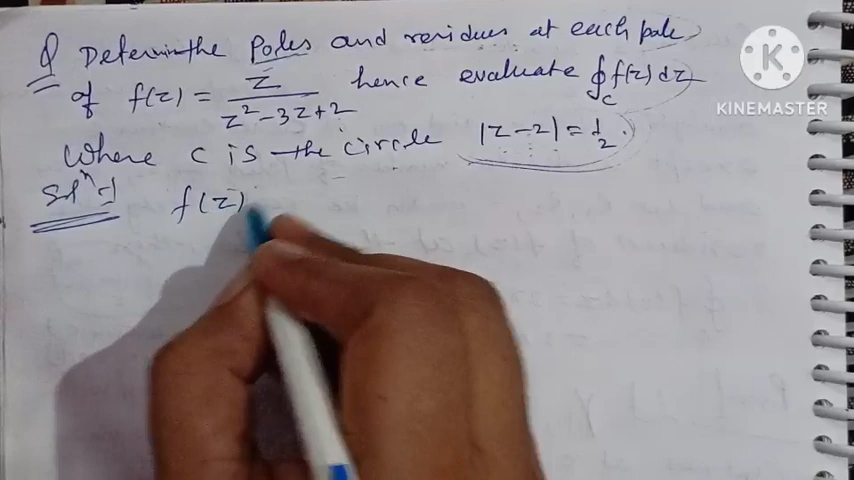 Q Determine the Poles and residues at each pole
of f(z) = z / z² - 3z + 2 hence evaluate ∮_C f(z) dz
Where C is the circle |z - 2| = 1/2.
Solⁿ ⇒ f(z)
KINEMASTER